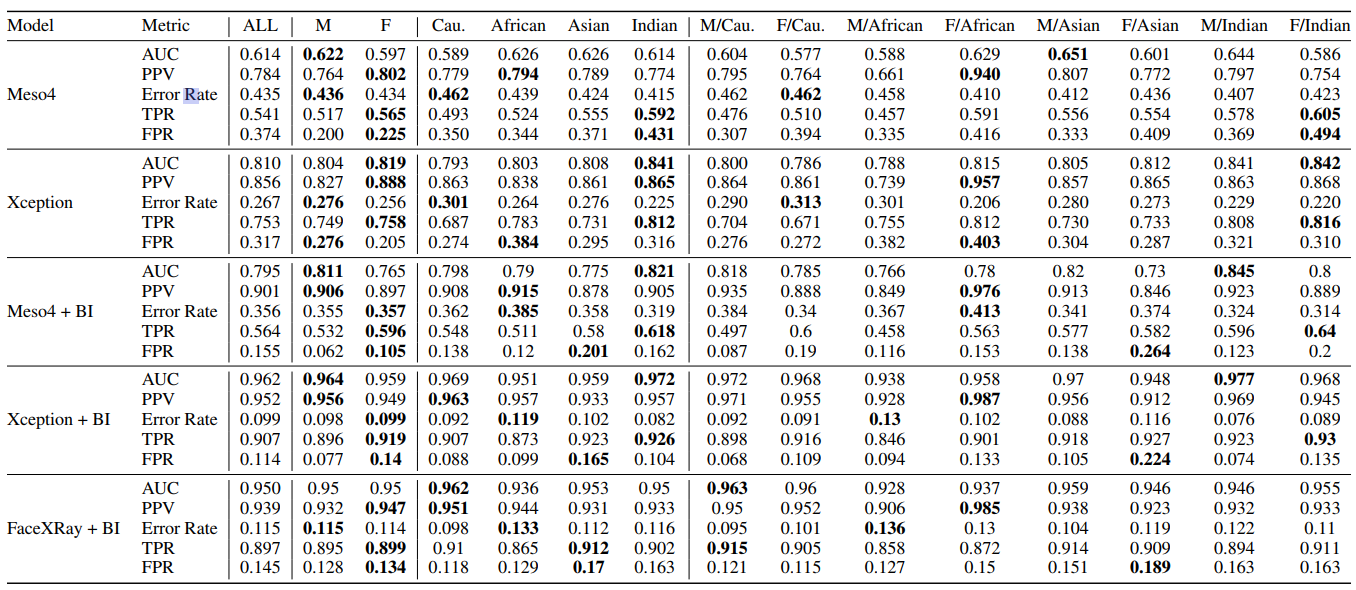 Model Metric ALL M F Cau. African Asian Indian M/Cau. F/Cau. M/African F/African M/Asian F/Asian M/Indian F/Indian
AUC 0.614 0.622 0.597 0.589 0.626 0.626 0.614 0.604 0.577 0.588 0.629 0.651 0.601 0.644 0.586
PPV 0.784 0.764 0.802 0.779 0.794 0.789 0.774 0.795 0.764 0.661 0.940 0.807 0.772 0.797 0.754
Meso4 Error Rate 0.435 0.436 0.434 0.462 0.439 0.424 0.415 0.462 0.462 0.458 0.410 0.412 0.436 0.407 0.423
TPR 0.541 0.517 0.565 0.493 0.524 0.555 0.592 0.476 0.510 0.457 0.591 0.556 0.554 0.578 0.605
FPR 0.374 0.200 0.225 0.350 0.344 0.371 0.431 0.307 0.394 0.335 0.416 0.333 0.409 0.369 0.494
AUC 0.810 0.804 0.819 0.793 0.803 0.808 0.841 0.800 0.786 0.788 0.815 0.805 0.812 0.841 0.842
PPV 0.856 0.827 0.888 0.863 0.838 0.861 0.865 0.864 0.861 0.739 0.957 0.857 0.865 0.863 0.868
Xception Error Rate 0.267 0.276 0.256 0.301 0.264 0.276 0.225 0.290 0.313 0.301 0.206 0.280 0.273 0.229 0.220
TPR 0.753 0.749 0.758 0.687 0.783 0.731 0.812 0.704 0.671 0.755 0.812 0.730 0.733 0.808 0.816
FPR 0.317 0.276 0.205 0.274 0.384 0.295 0.316 0.276 0.272 0.382 0.403 0.304 0.287 0.321 0.310
AUC 0.795 0.811 0.765 0.798 0.79 0.775 0.821 0.818 0.785 0.766 0.78 0.82 0.73 0.845 0.8
PPV 0.901 0.906 0.897 0.908 0.915 0.878 0.905 0.935 0.888 0.849 0.976 0.913 0.846 0.923 0.889
Meso4 + BI Error Rate 0.356 0.355 0.357 0.362 0.385 0.358 0.319 0.384 0.34 0.367 0.413 0.341 0.374 0.324 0.314
TPR 0.564 0.532 0.596 0.548 0.511 0.58 0.618 0.497 0.6 0.458 0.563 0.577 0.582 0.596 0.64
FPR 0.155 0.062 0.105 0.138 0.12 0.201 0.162 0.087 0.19 0.116 0.153 0.138 0.264 0.123 0.2
AUC 0.962 0.964 0.959 0.969 0.951 0.959 0.972 0.972 0.968 0.938 0.958 0.97 0.948 0.977 0.968
PPV 0.952 0.956 0.949 0.963 0.957 0.933 0.957 0.971 0.955 0.928 0.987 0.956 0.912 0.969 0.945
Xception + BI Error Rate 0.099 0.098 0.099 0.092 0.119 0.102 0.082 0.092 0.091 0.13 0.102 0.088 0.116 0.076 0.089
TPR 0.907 0.896 0.919 0.907 0.873 0.923 0.926 0.898 0.916 0.846 0.901 0.918 0.927 0.923 0.93
FPR 0.114 0.077 0.14 0.088 0.099 0.165 0.104 0.068 0.109 0.094 0.133 0.105 0.224 0.074 0.135
AUC 0.950 0.95 0.95 0.962 0.936 0.953 0.95 0.963 0.96 0.928 0.937 0.959 0.946 0.946 0.955
PPV 0.939 0.932 0.947 0.951 0.944 0.931 0.933 0.95 0.952 0.906 0.985 0.938 0.923 0.932 0.933
FaceXRay + BI Error Rate 0.115 0.115 0.114 0.098 0.133 0.112 0.116 0.095 0.101 0.136 0.13 0.104 0.119 0.122 0.11
TPR 0.897 0.895 0.899 0.91 0.865 0.912 0.902 0.915 0.905 0.858 0.872 0.914 0.909 0.894 0.911
FPR 0.145 0.128 0.134 0.118 0.129 0.17 0.163 0.121 0.115 0.127 0.15 0.151 0.189 0.163 0.163